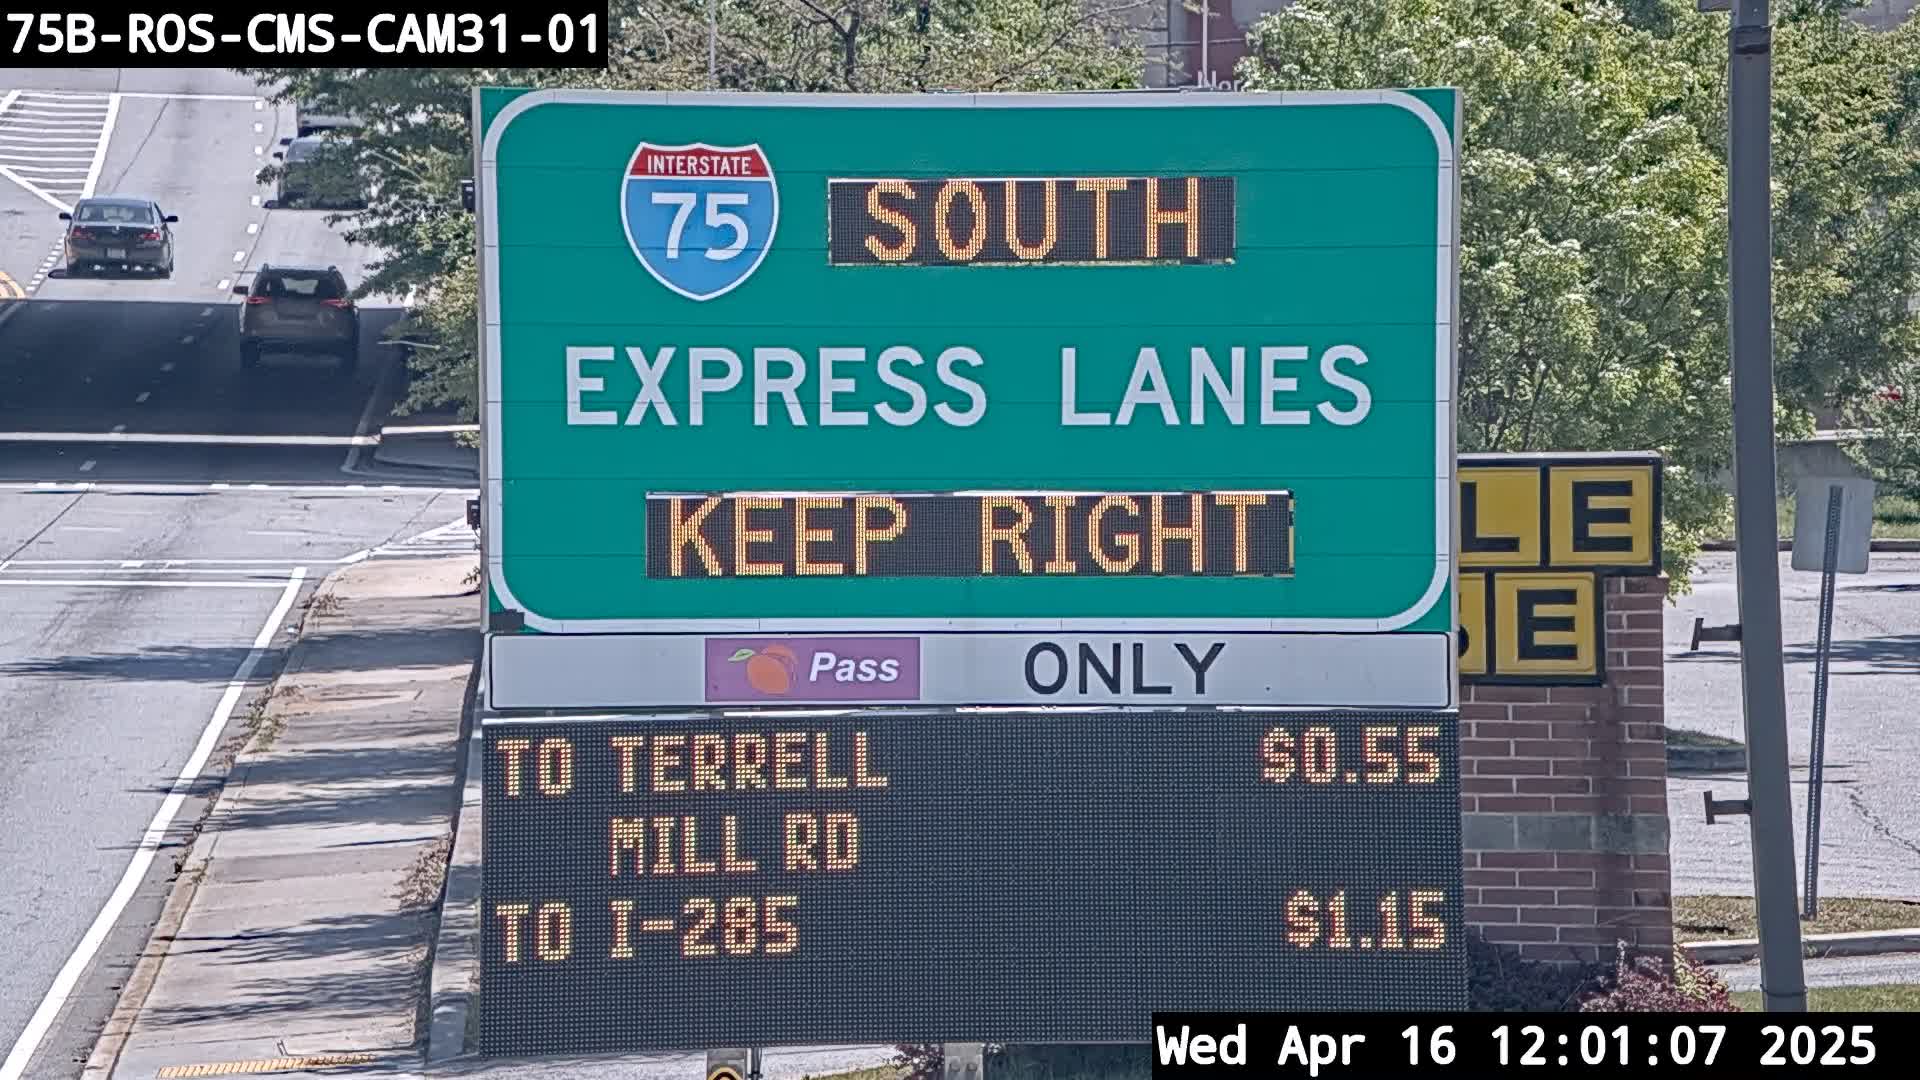 75B-ROS-CMS-CAM31-01
INTERSTATE
75
SOUTH
EXPRESS LANES
KEEP RIGHT
Pass ONLY
TO TERRELL $0.55
MILL RD
TO I-285 $1.15
LE
E
Wed Apr 16 12:01:07 2025